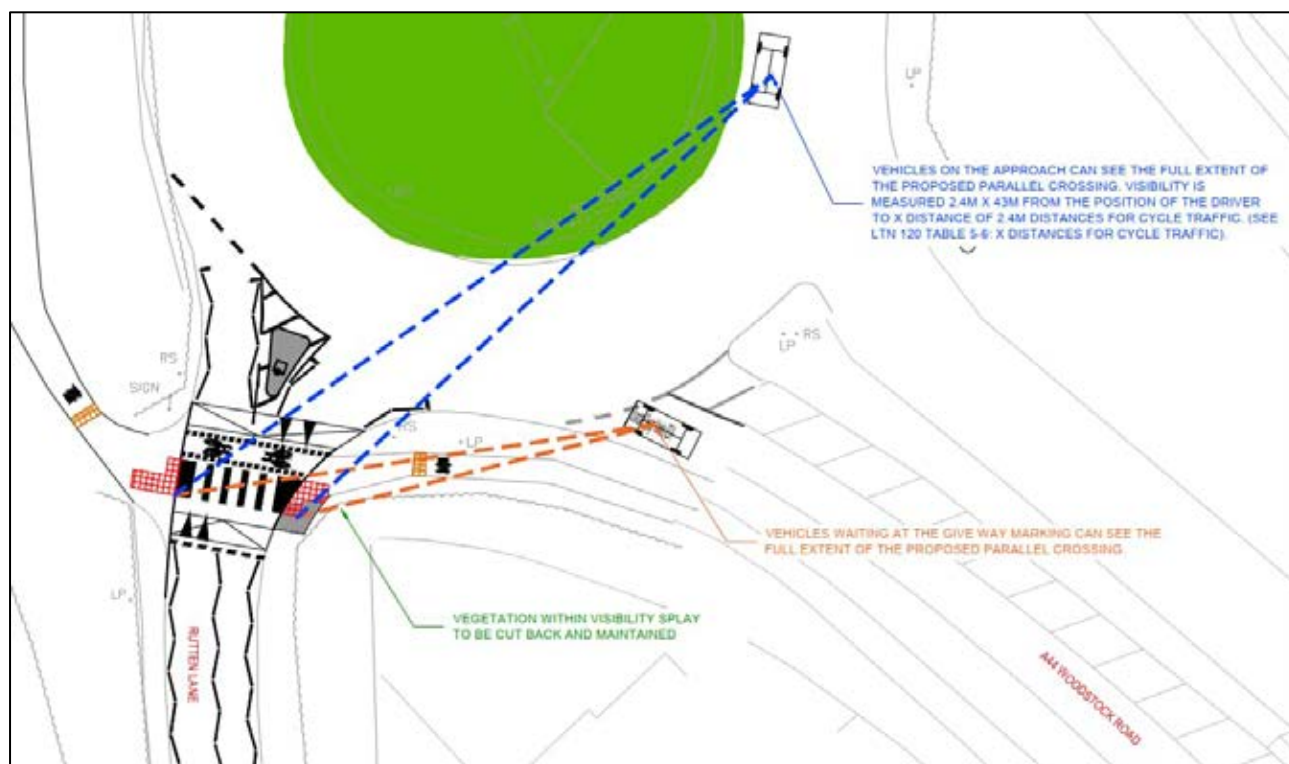 LP
VEHICLES ON THE APPROACH CAN SEE THE FULL EXTENT OF
THE PROPOSED PARALLEL CROSSING. VISIBILITY IS
MEASURED 2.4M X 43M FROM THE POSITION OF THE DRIVER
TO X DISTANCE OF 2.4M DISTANCES FOR CYCLE TRAFFIC. (SEE
LTN 120 TABLE 5-6: X DISTANCES FOR CYCLE TRAFFIC).
RS
LP
RS
SIGN
RS
LP
VEHICLES WAITING AT THE GIVE WAY MARKING CAN SEE THE
FULL EXTENT OF THE PROPOSED PARALLEL CROSSING
LP
VEGETATION WITHIN VISIBILITY SPLAY
TO BE CUT BACK AND MAINTAINED
RUTTEN LANE
A44 WOODSTOCK ROAD